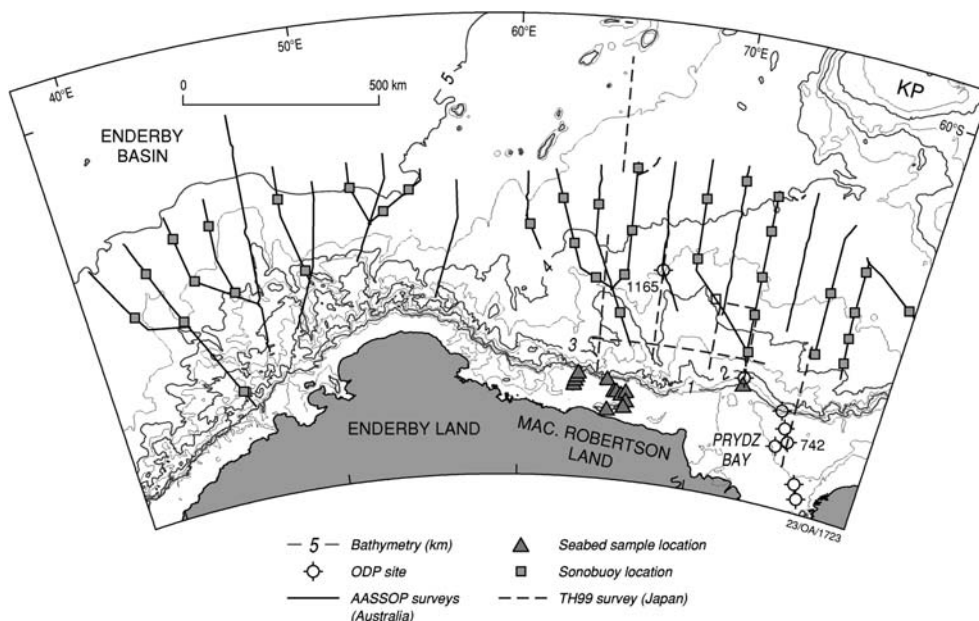 50°E
60°E
70°E
40°E
0
500 km
5
KP
60°S
ENDERBY
BASIN
4
1165
3
2
1
ENDERBY LAND
MAC. ROBERTSON
LAND
PRYDZ
BAY
742
23/OA/1723
5 Bathymetry (km)
Seabed sample location
ODP site
Sonobuoy location
AASSOP surveys
(Australia)
TH99 survey (Japan)